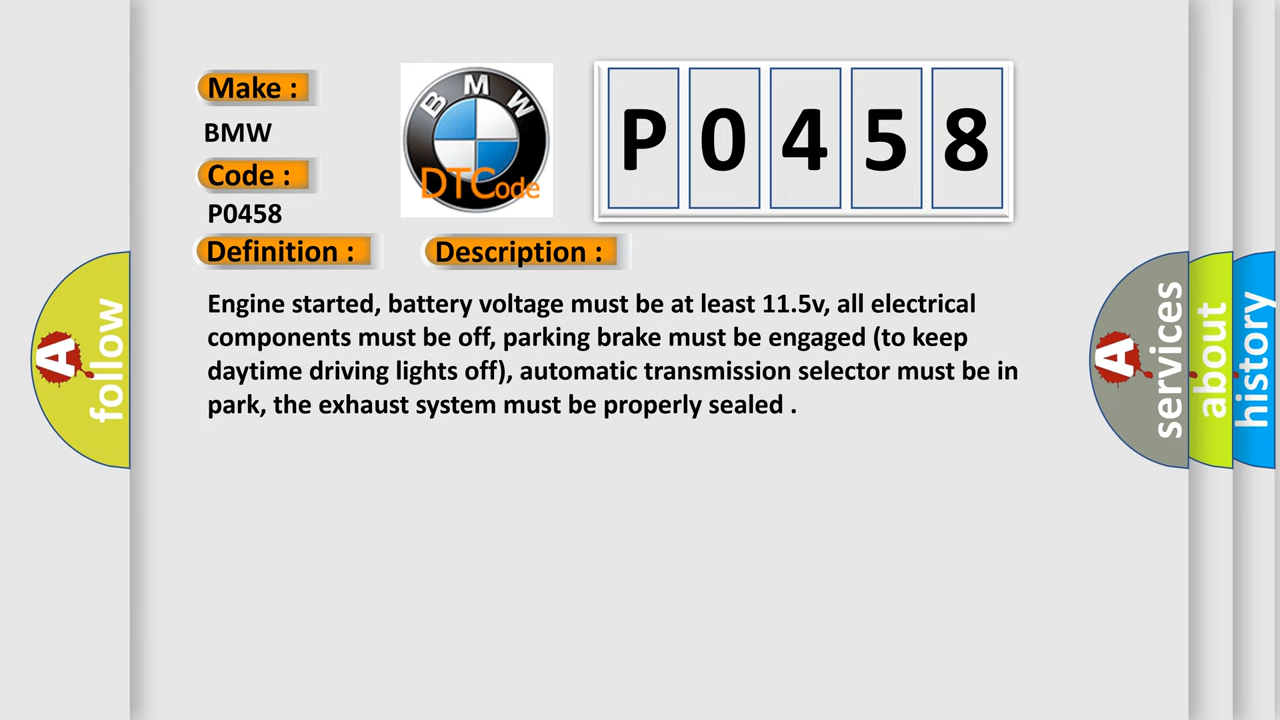 Make :
BMW
Code :
P0458
Definition :
Description :
BMW
DTCode
P0458
Engine started, battery voltage must be at least 11.5v, all electrical
components must be off, parking brake must be engaged (to keep
daytime driving lights off), automatic transmission selector must be in
park, the exhaust system must be properly sealed .
A
follow
A
services
about
history